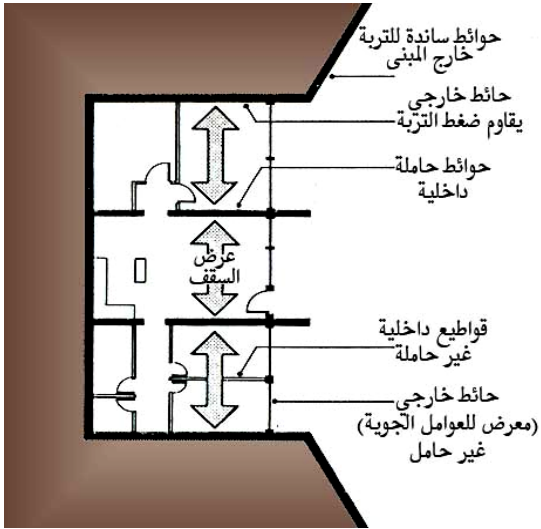 حوائط ساندة للتربة
خارج المبنى
حائط خارجي
يقاوم ضغط التربة
حوائط حاملة
داخلية
عرض
السقف
قواطيع داخلية
غير حاملة
حائط خارجي
(معرض للعوامل الجوية)
غير حامل